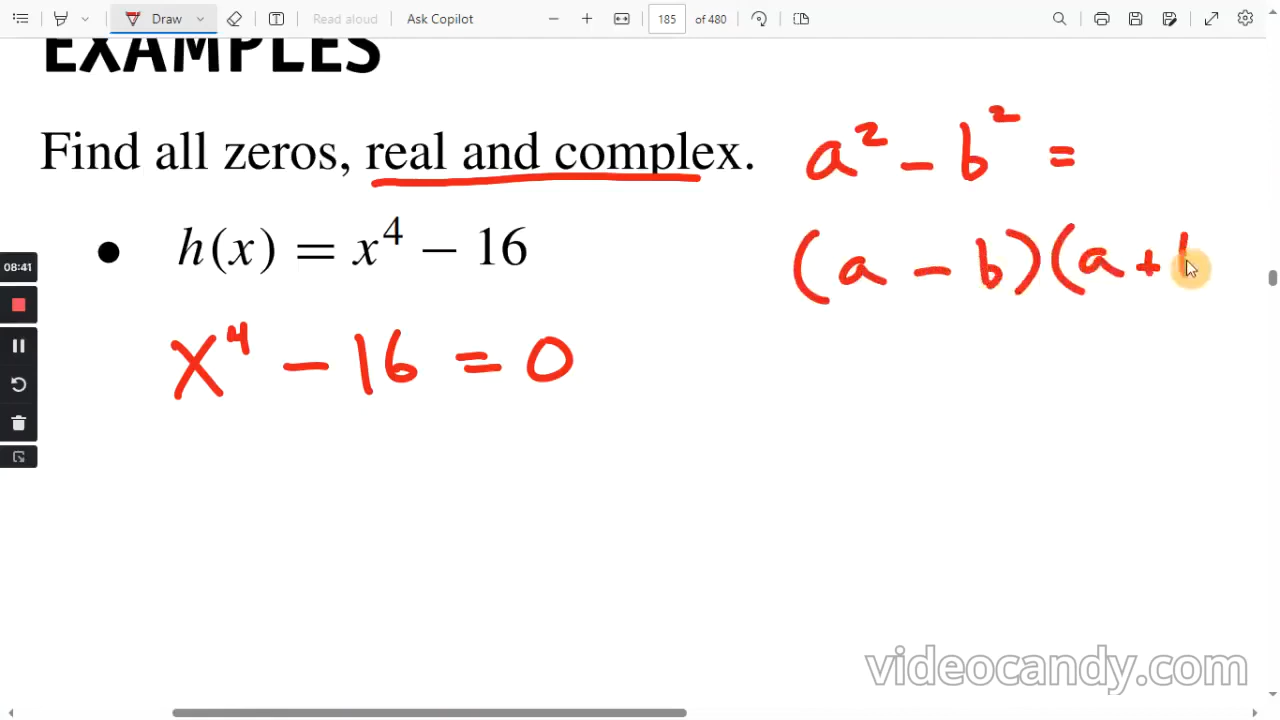 Draw
Read aloud
Ask Copilot
185 of 480
EXAMPLES
Find all zeros, real and complex.
a² - b² =
• h(x) = x⁴ − 16
(a - b)(a +
08:41
x⁴ - 16 = 0
videocandy.com